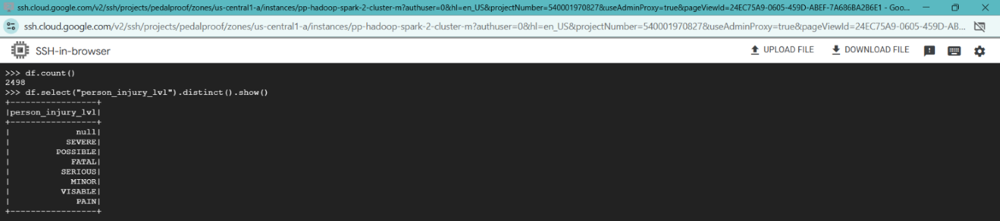 ssh.cloud.google.com/v2/ssh/projects/pedalproof/zones/us-central1-a/instances/pp-hadoop-spark-2-cluster-m?authuser=0&hl=en_US&projectNumber=540001970827&useAdminProxy=true&pageViewId=24EC75A9-0605-459D-ABEF-7A686BA2B6E1 - Goo...
ssh.cloud.google.com/v2/ssh/projects/pedalproof/zones/us-central1-a/instances/pp-hadoop-spark-2-cluster-m?authuser=0&hl=en_US&projectNumber=540001970827&useAdminProxy=true&pageViewId=24EC75A9-0605-459D-AB...
SSH-in-browser UPLOAD FILE DOWNLOAD FILE
>>> df.count()
2498
>>> df.select("person_injury_lvl").distinct().show()
+-----------------+
|person_injury_lvl|
+-----------------+
|             null|
|           SEVERE|
|         POSSIBLE|
|            FATAL|
|          SERIOUS|
|            MINOR|
|          VISABLE|
|             PAIN|
+-----------------+